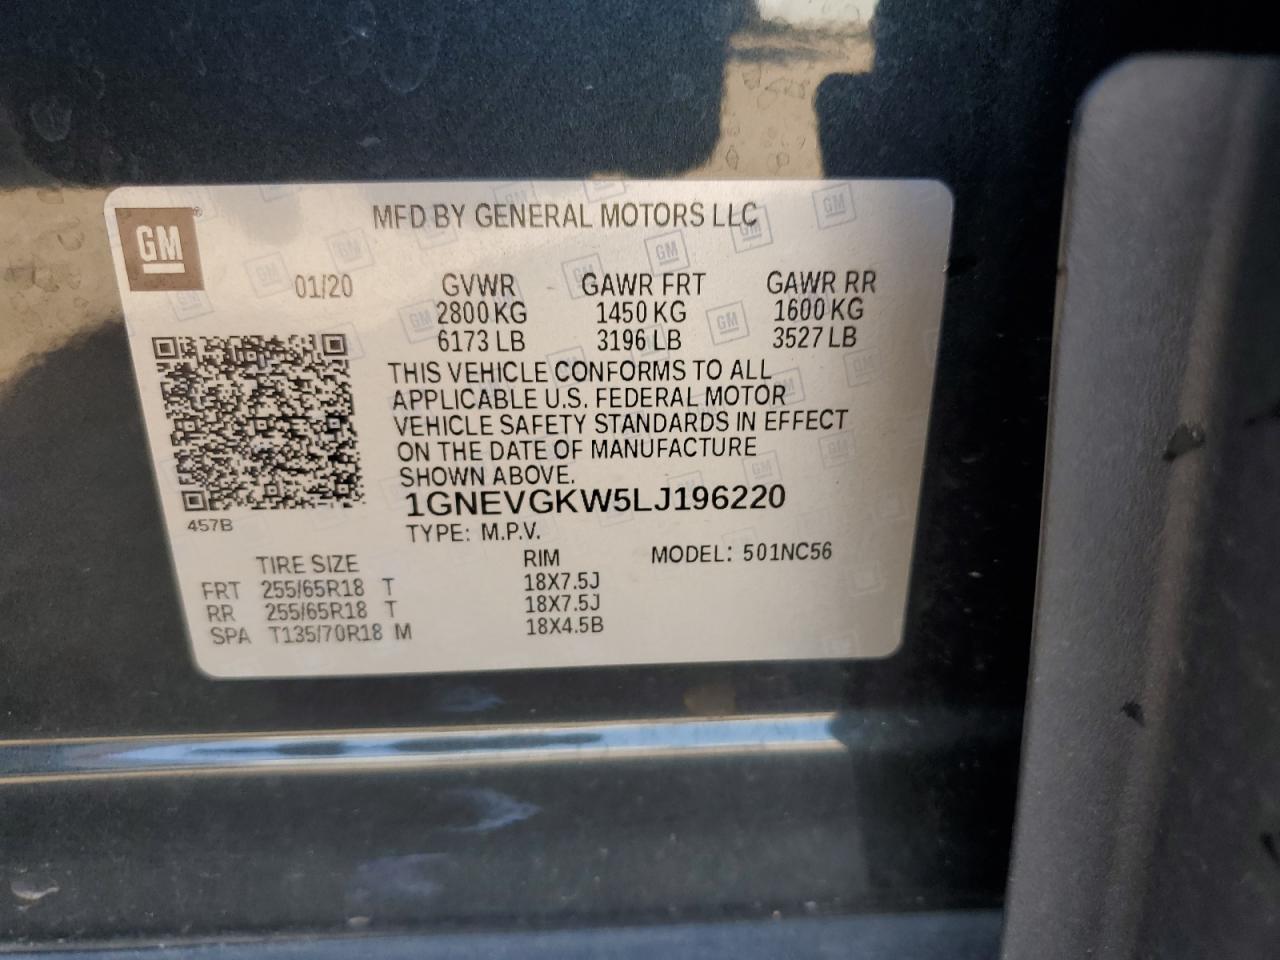 GM
MFD BY GENERAL MOTORS LLC
01/20 GVWR GAWR FRT GAWR RR
2800 KG 1450 KG 1600 KG
6173 LB 3196 LB 3527 LB
THIS VEHICLE CONFORMS TO ALL
APPLICABLE U.S. FEDERAL MOTOR
VEHICLE SAFETY STANDARDS IN EFFECT
ON THE DATE OF MANUFACTURE
SHOWN ABOVE.
1GNEVGKW5LJ196220
457B
TYPE: M.P.V.
TIRE SIZE RIM MODEL: 501NC56
FRT 255/65R18 T 18X7.5J
RR 255/65R18 T 18X7.5J
SPA T135/70R18 M 18X4.5B